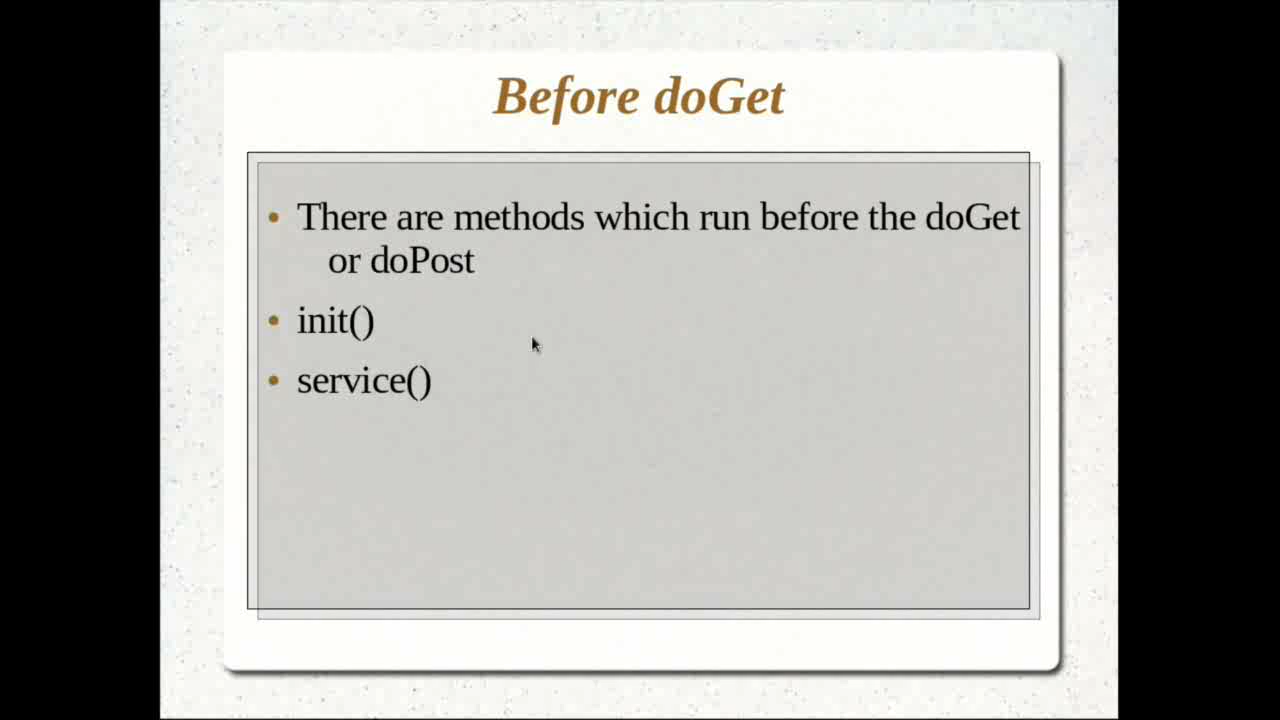 Before doGet
• There are methods which run before the doGet
or doPost
• init()
• service()